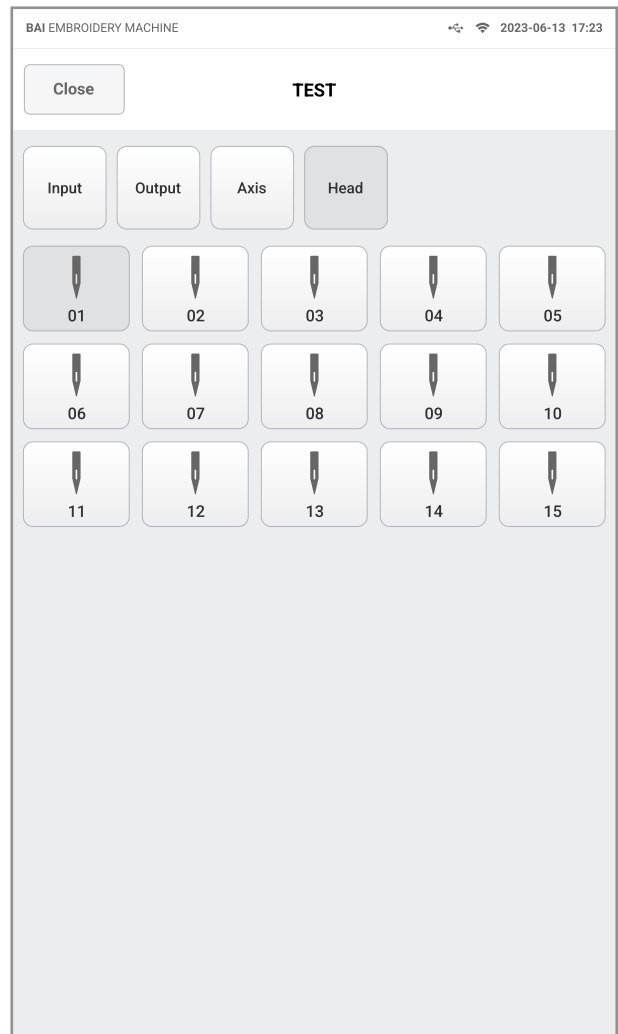 BAI EMBROIDERY MACHINE 2023-06-13 17:23
Close TEST
Input Output Axis Head
01 02 03 04 05
06 07 08 09 10
11 12 13 14 15